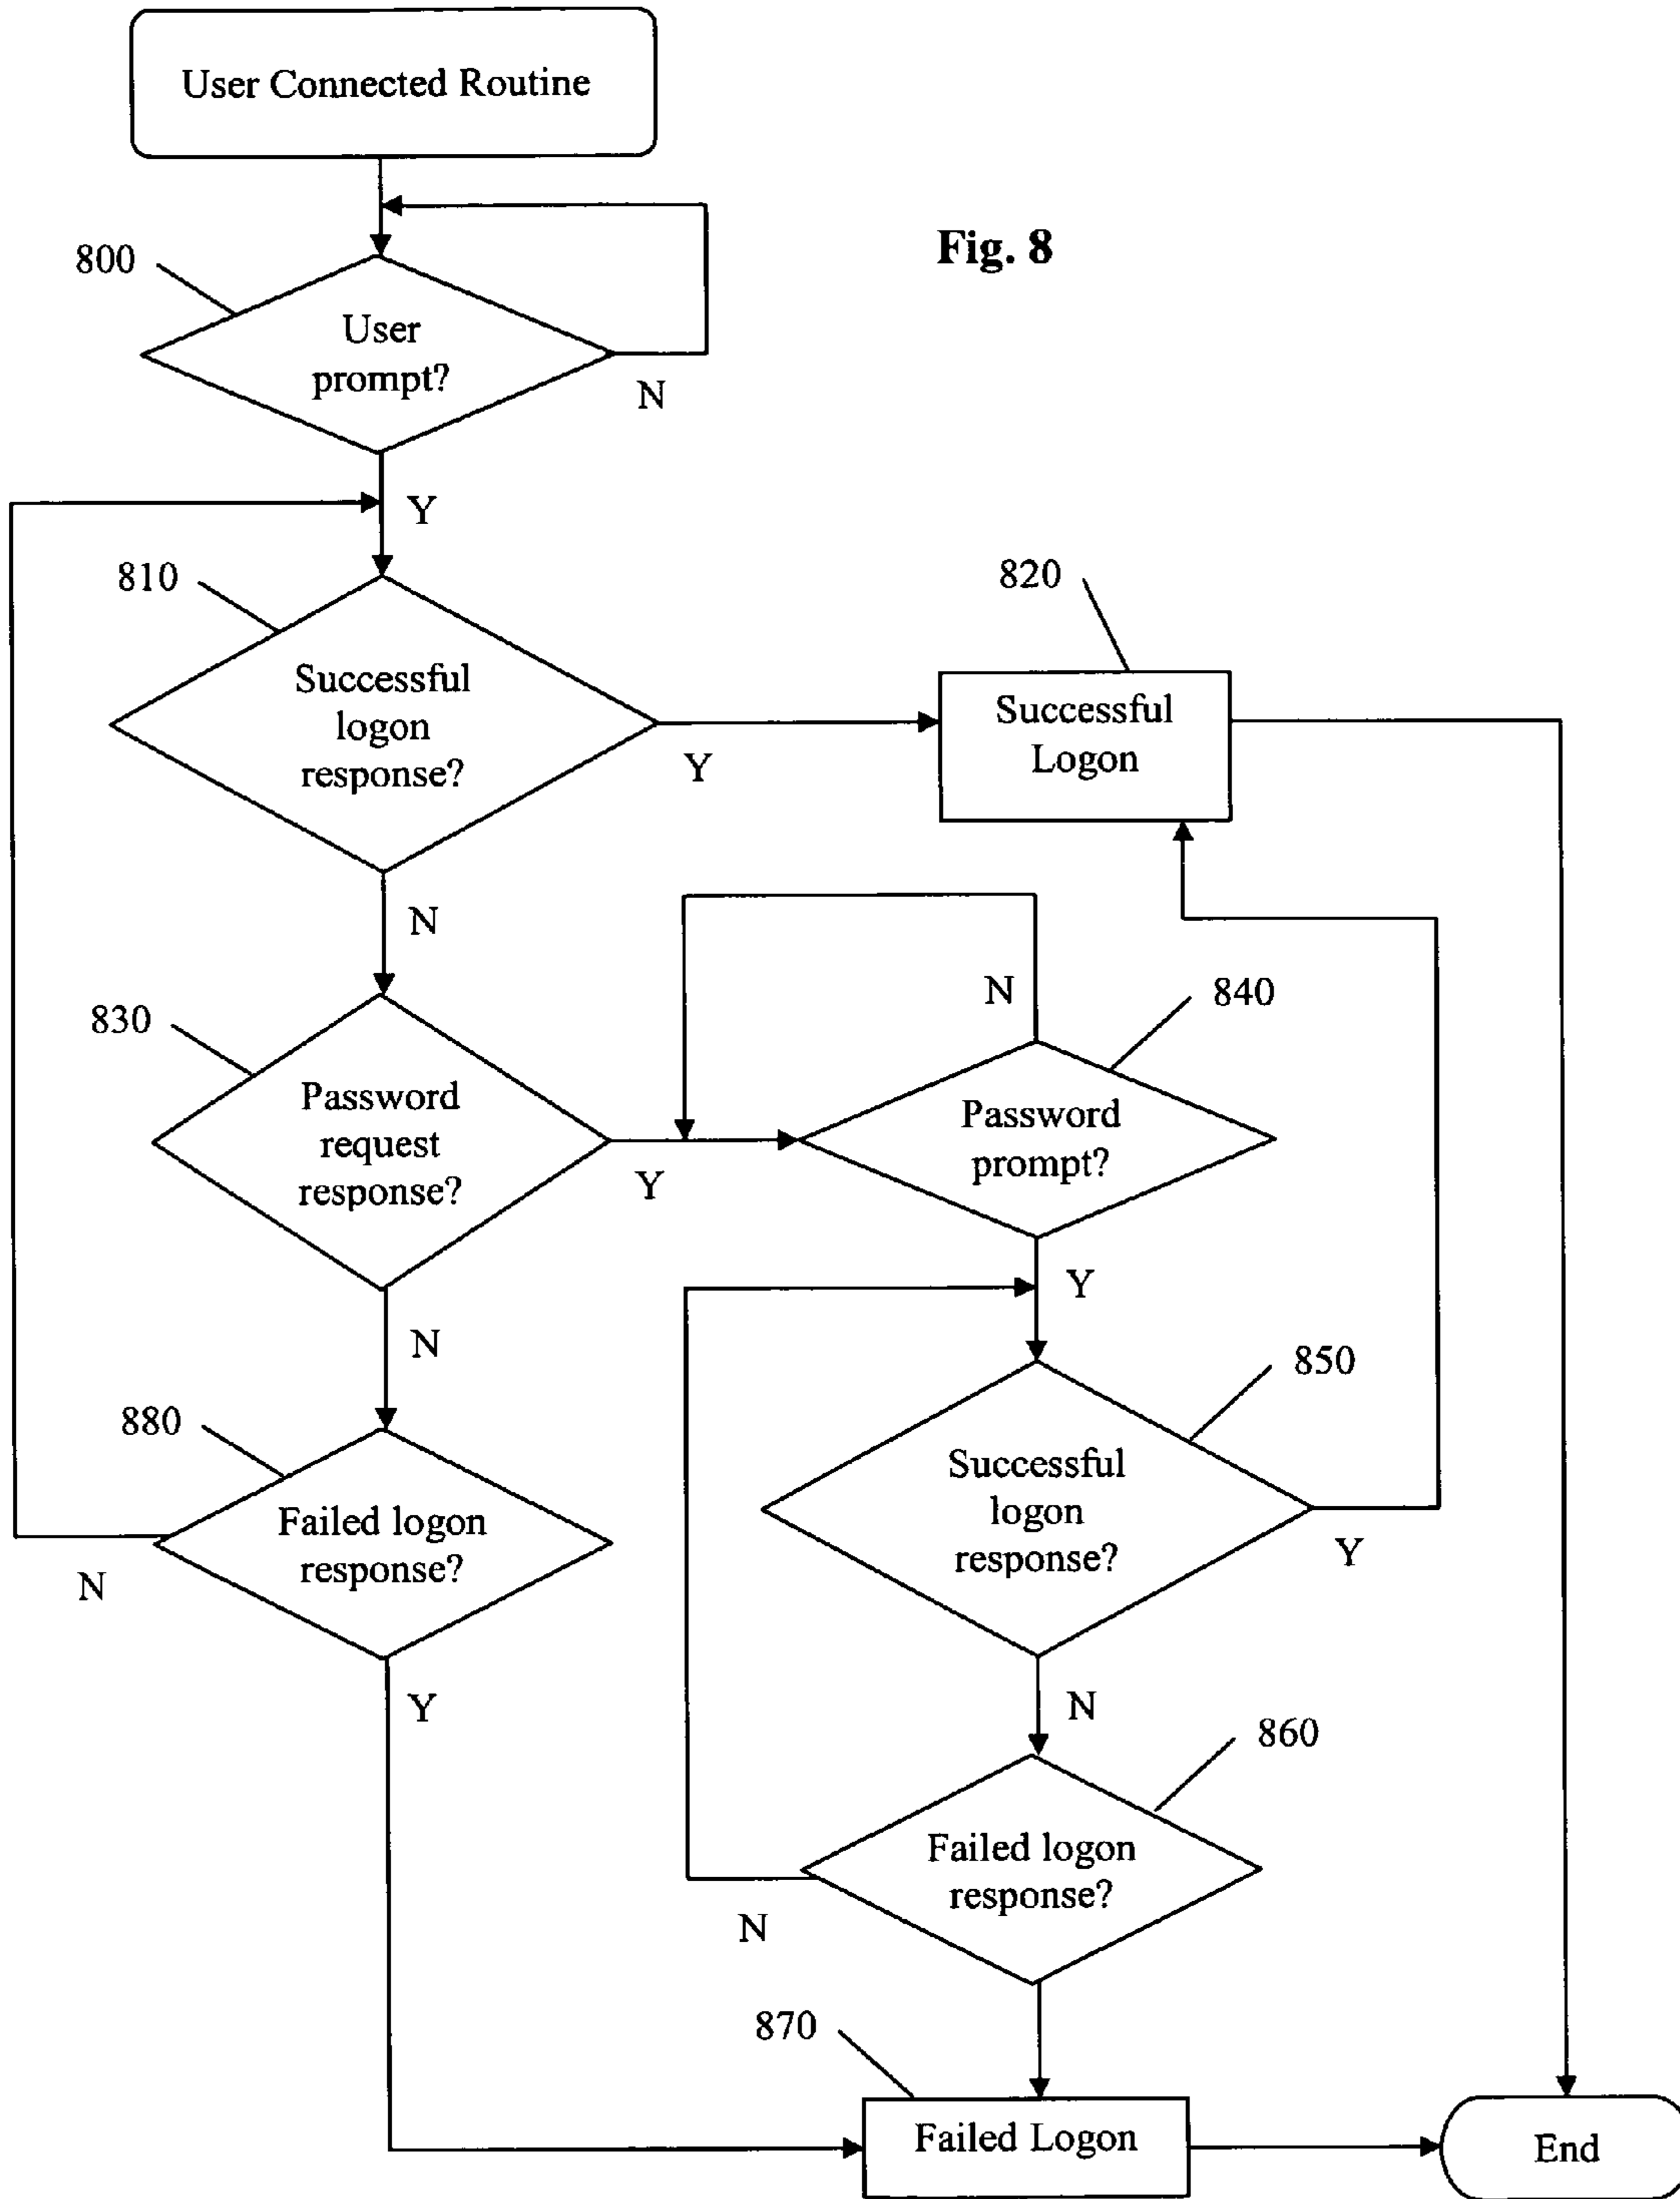 User Connected Routine
Fig. 8
800
User
prompt?
N
Y
810
Successful
logon
response?
Y
820
Successful
Logon
N
830
Password
request
response?
Y
N
840
Password
prompt?
Y
N
850
Successful
logon
response?
Y
880
Failed logon
response?
N
Y
N
860
Failed logon
response?
N
870
Failed Logon
End